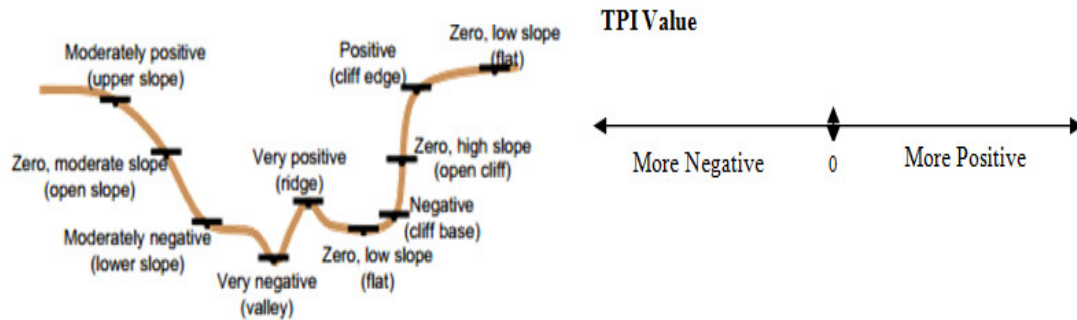 Moderately positive
(upper slope)
Zero, moderate slope
(open slope)
Moderately negative
(lower slope)
Very negative
(valley)
Very positive
(ridge)
Zero, low slope
(flat)
Negative
(cliff base)
Zero, high slope
(open cliff)
Positive
(cliff edge)
Zero, low slope
(flat)
TPI Value
More Negative
0
More Positive